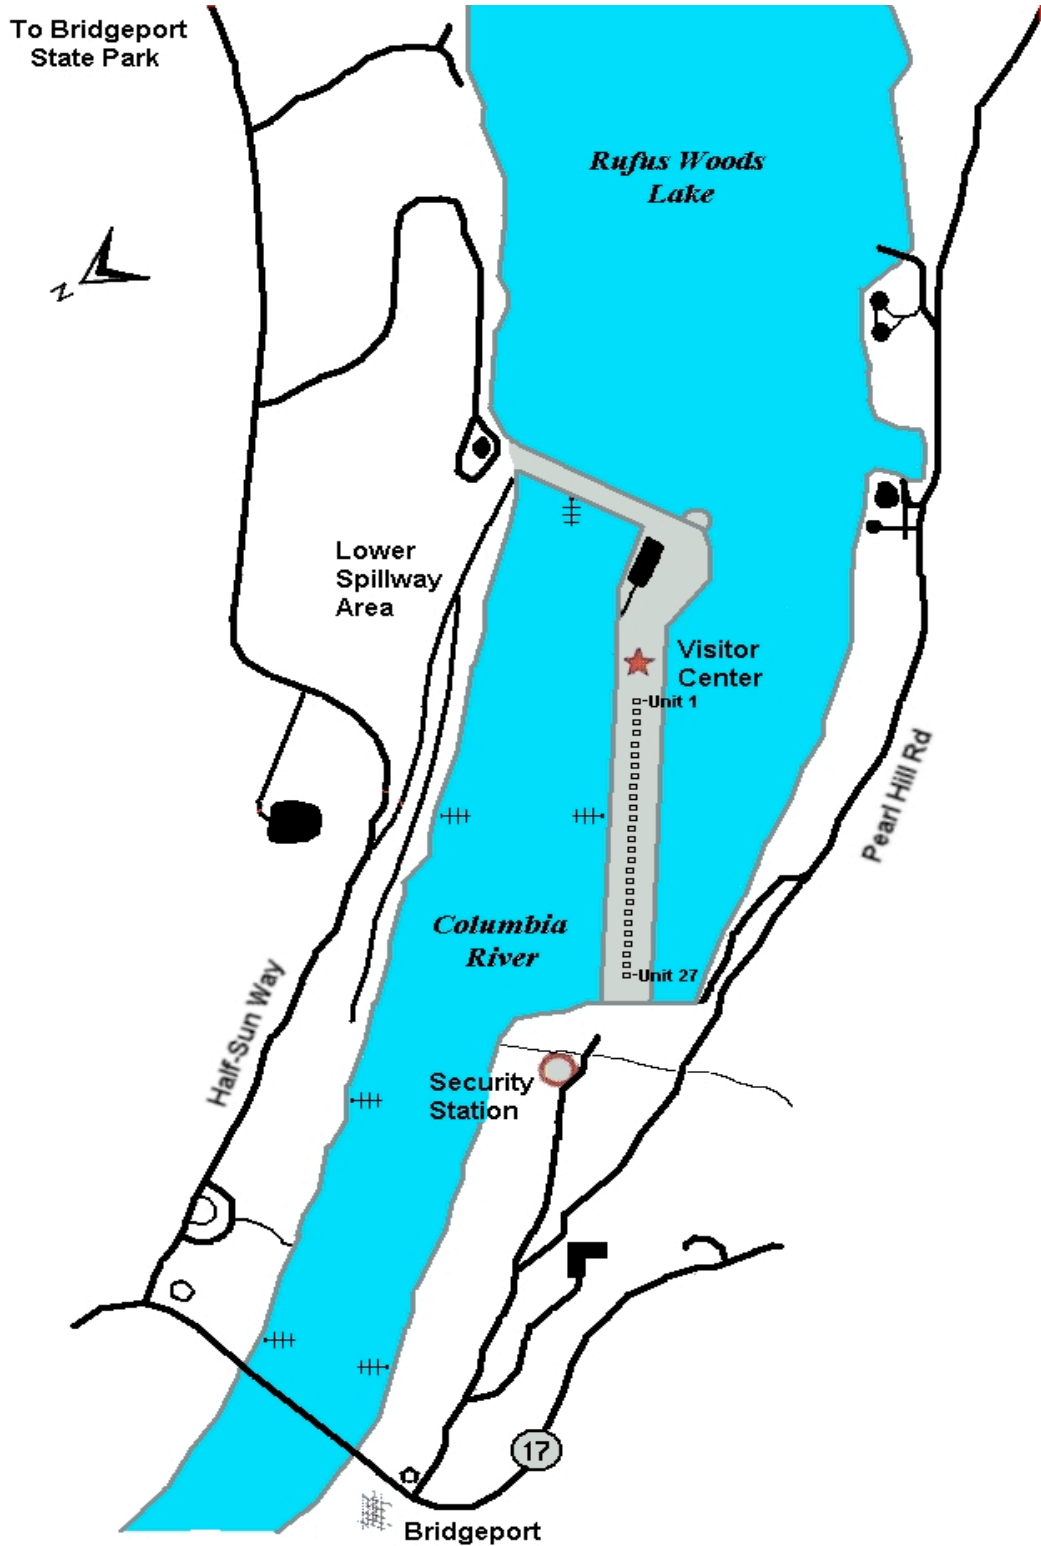 To Bridgeport
State Park
Rufus Woods
Lake
N
Lower
Spillway
Area
Visitor
Center
Unit 1
Pearl Hill Rd
Columbia
River
Unit 27
Half-Sun Way
Security
Station
17
Bridgeport